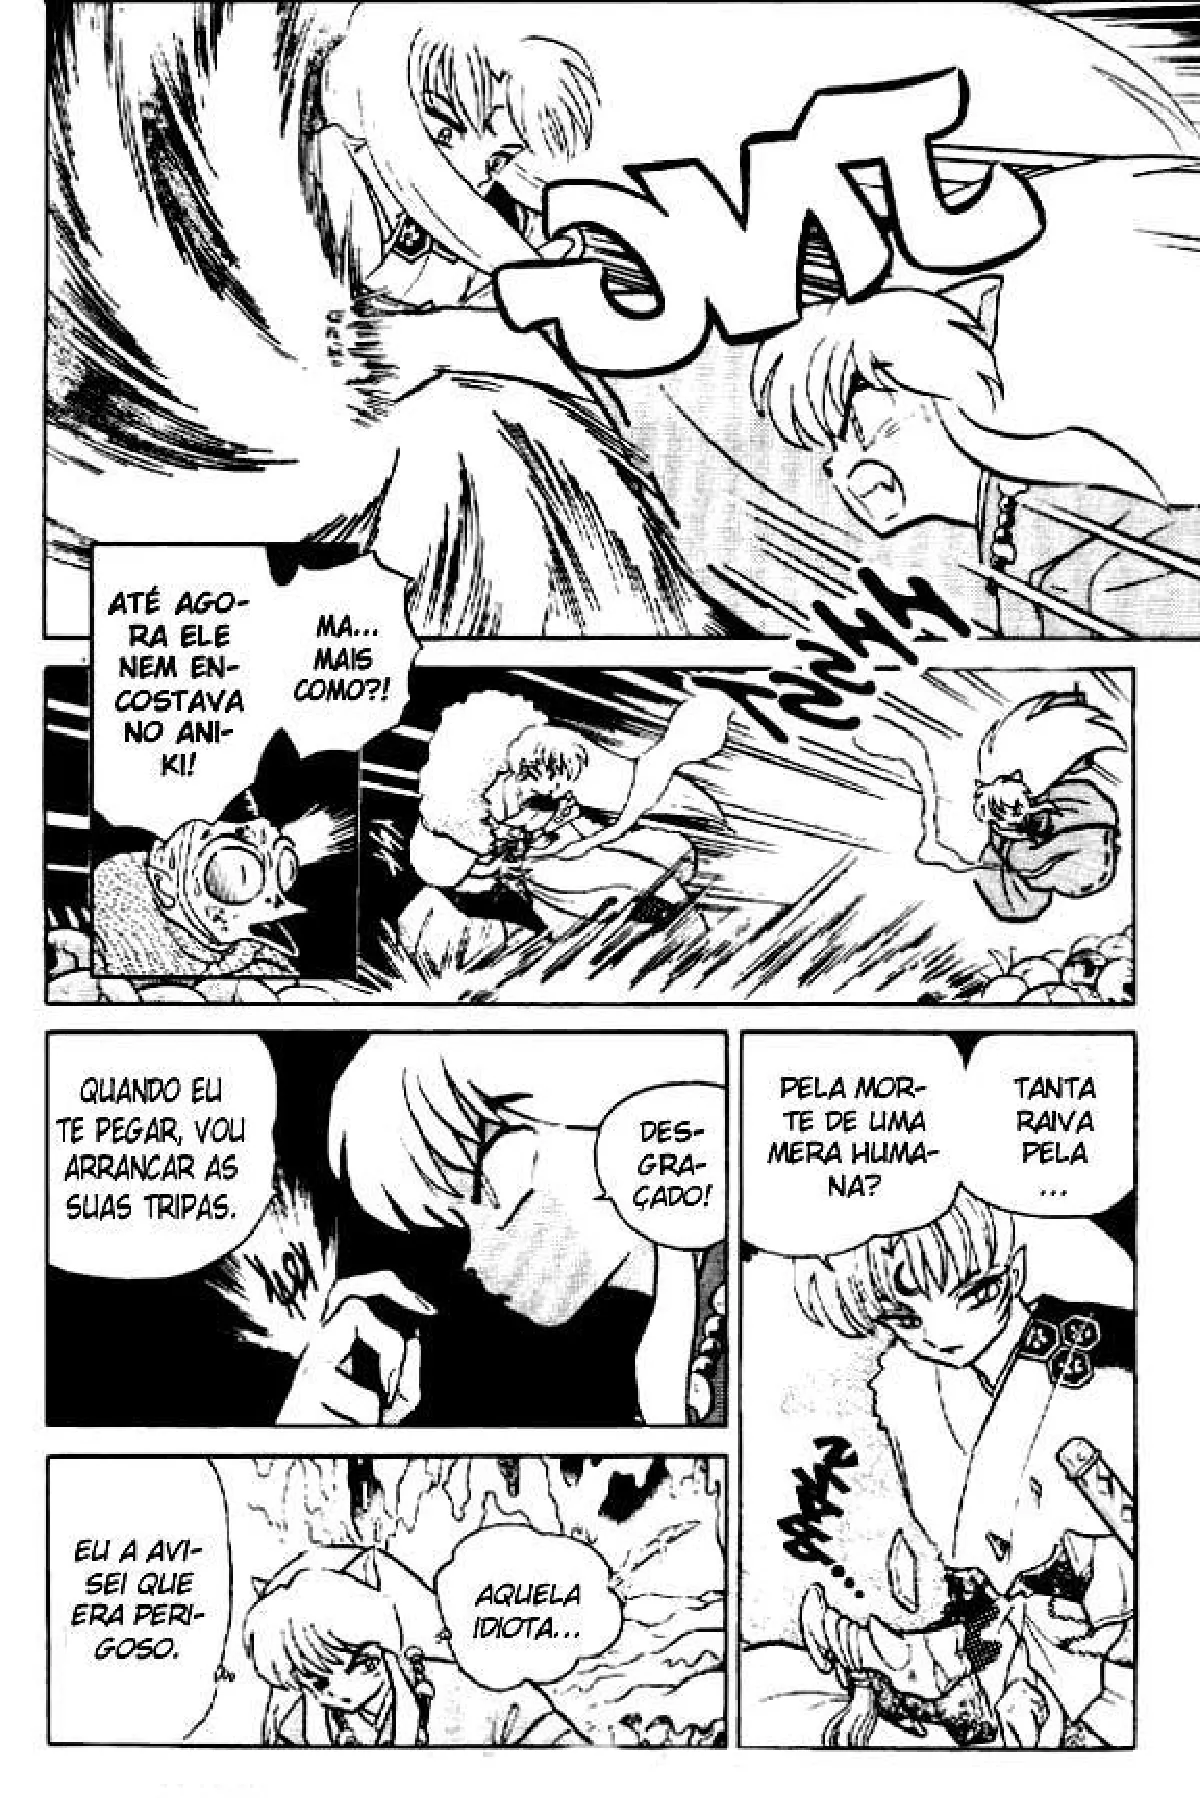 MA...
MAIS
COMO?!
ATÉ AGO-
RA ELE
NEM EN-
COSTAVA
NO ANI-
KI!
TANTA
RAIVA
PELA
...
PELA MOR-
TE DE UMA
MERA HUMA-
NA?
DES-
GRA-
ÇADO!
QUANDO EU
TE PEGAR, VOU
ARRANCAR AS
SUAS TRIPAS.
AQUELA
IDIOTA...
EU A AVI-
SEI QUE
ERA PERI-
GOSO.